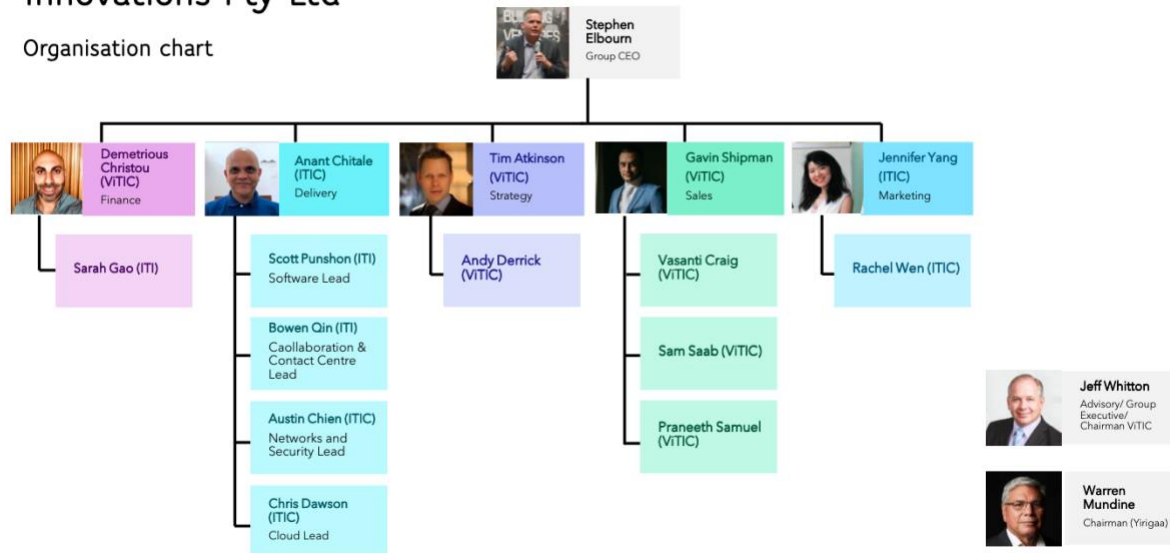 Innovations Pty Ltd
Organisation chart
Stephen
Elbourn
Group CEO
Demetrious
Christou
(ViTIC)
Finance
Anant Chitale
(ITIC)
Delivery
Tim Atkinson
(ViTIC)
Strategy
Gavin Shipman
(ViTIC)
Sales
Jennifer Yang
(ITIC)
Marketing
Sarah Gao (ITI)
Scott Punshon (ITI)
Software Lead
Bowen Qin (ITI)
Caollaboration &
Contact Centre
Lead
Austin Chien (ITIC)
Networks and
Security Lead
Chris Dawson
(ITIC)
Cloud Lead
Andy Derrick
(ViTIC)
Vasanti Craig
(ViTIC)
Sam Saab (ViTIC)
Praneeth Samuel
(ViTIC)
Rachel Wen (ITIC)
Jeff Whitton
Advisory/ Group
Executive/
Chairman ViTIC
Warren
Mundine
Chairman (Yirigaa)